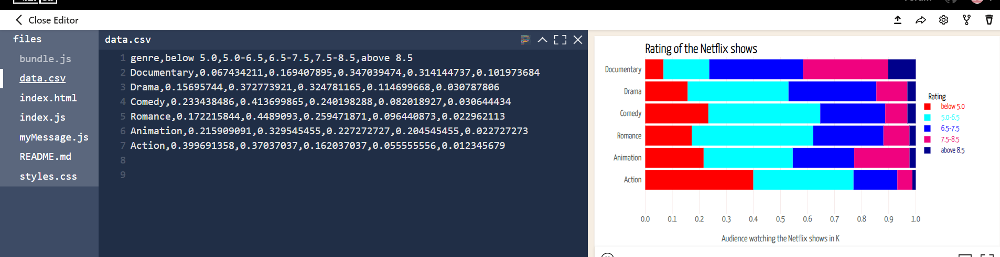 Close Editor
files
bundle.js
data.csv
index.html
index.js
myMessage.js
README.md
styles.css
data.csv
1 genre,below 5.0,5.0-6.5,6.5-7.5,7.5-8.5,above 8.5
2 Documentary,0.067434211,0.169407895,0.347039474,0.314144737,0.101973684
3 Drama,0.15695744,0.372773921,0.324781165,0.114699668,0.030787806
4 Comedy,0.233438486,0.413699865,0.240198288,0.082018927,0.030644434
5 Romance,0.172215844,0.4489093,0.259471871,0.096440873,0.022962113
6 Animation,0.215909091,0.329545455,0.227272727,0.204545455,0.022727273
7 Action,0.399691358,0.37037037,0.162037037,0.055555556,0.012345679
8
9
Rating of the Netflix shows
Documentary
Drama
Comedy
Romance
Animation
Action
0.0 0.1 0.2 0.3 0.4 0.5 0.6 0.7 0.8 0.9 1.0
Audience watching the Netflix shows in K
Rating
below 5.0
5.0-6.5
6.5-7.5
7.5-8.5
above 8.5